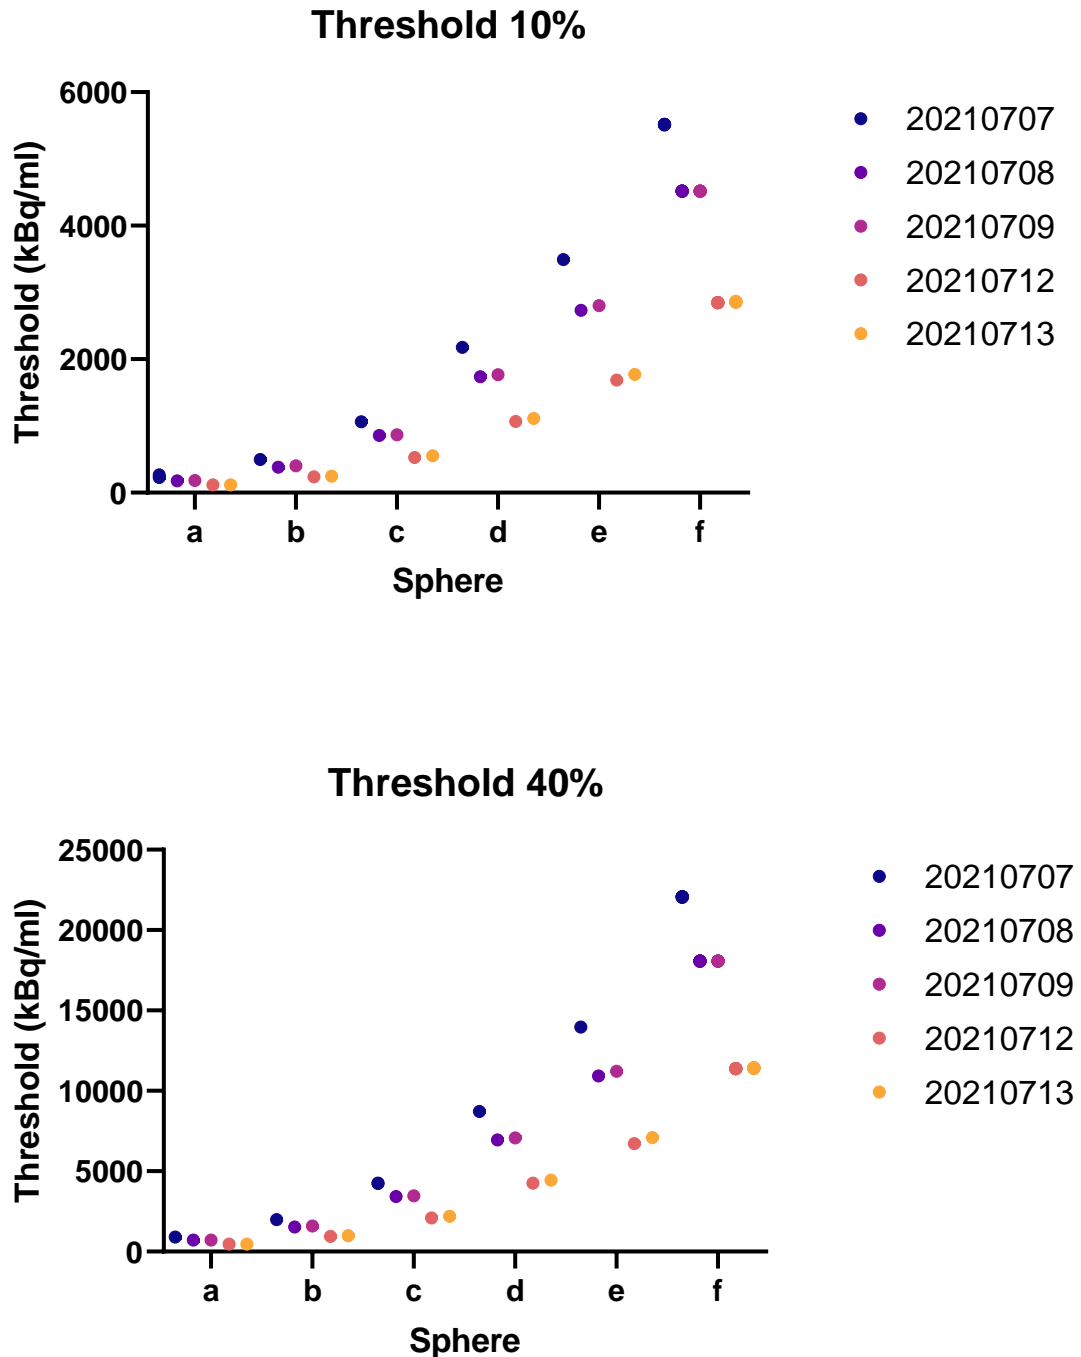 Threshold 10%
6000
4000
2000
0
Threshold (kBq/ml)
a b c d e f
Sphere
20210707
20210708
20210709
20210712
20210713
Threshold 40%
25000
20000
15000
10000
5000
0
Threshold (kBq/ml)
a b c d e f
Sphere
20210707
20210708
20210709
20210712
20210713